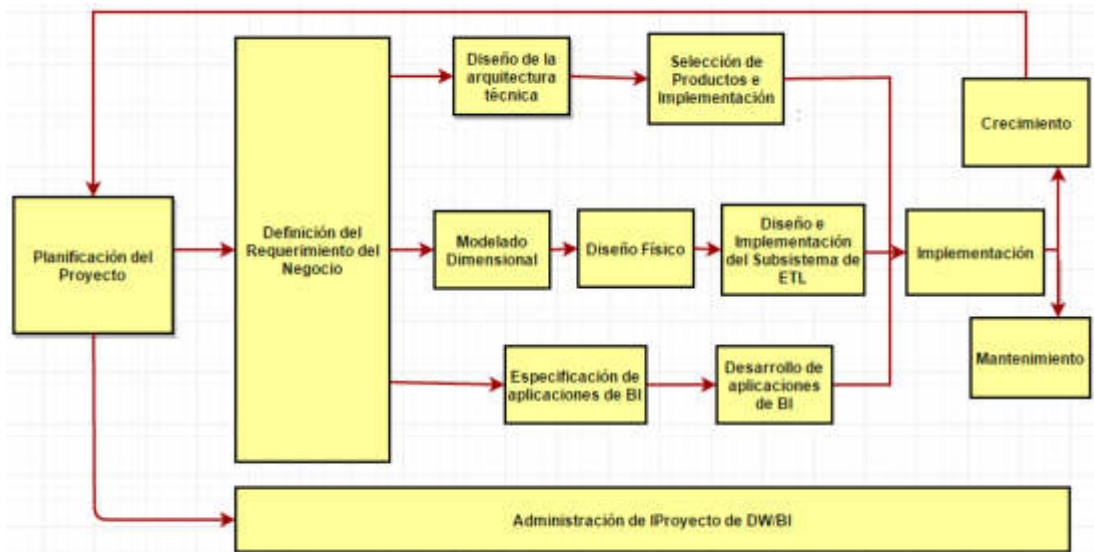 Diseño de la
arquitectura
técnica
Selección de
Productos e
Implementación
Crecimiento
Planificación del
Proyecto
Definición del
Requerimiento del
Negocio
Modelado
Dimensional
Diseño Físico
Diseño e
Implementación
del Subsistema de
ETL
Implementación
Mantenimiento
Especificación de
aplicaciones de BI
Desarrollo de
aplicaciones
de BI
Administración de lProyecto de DW/BI